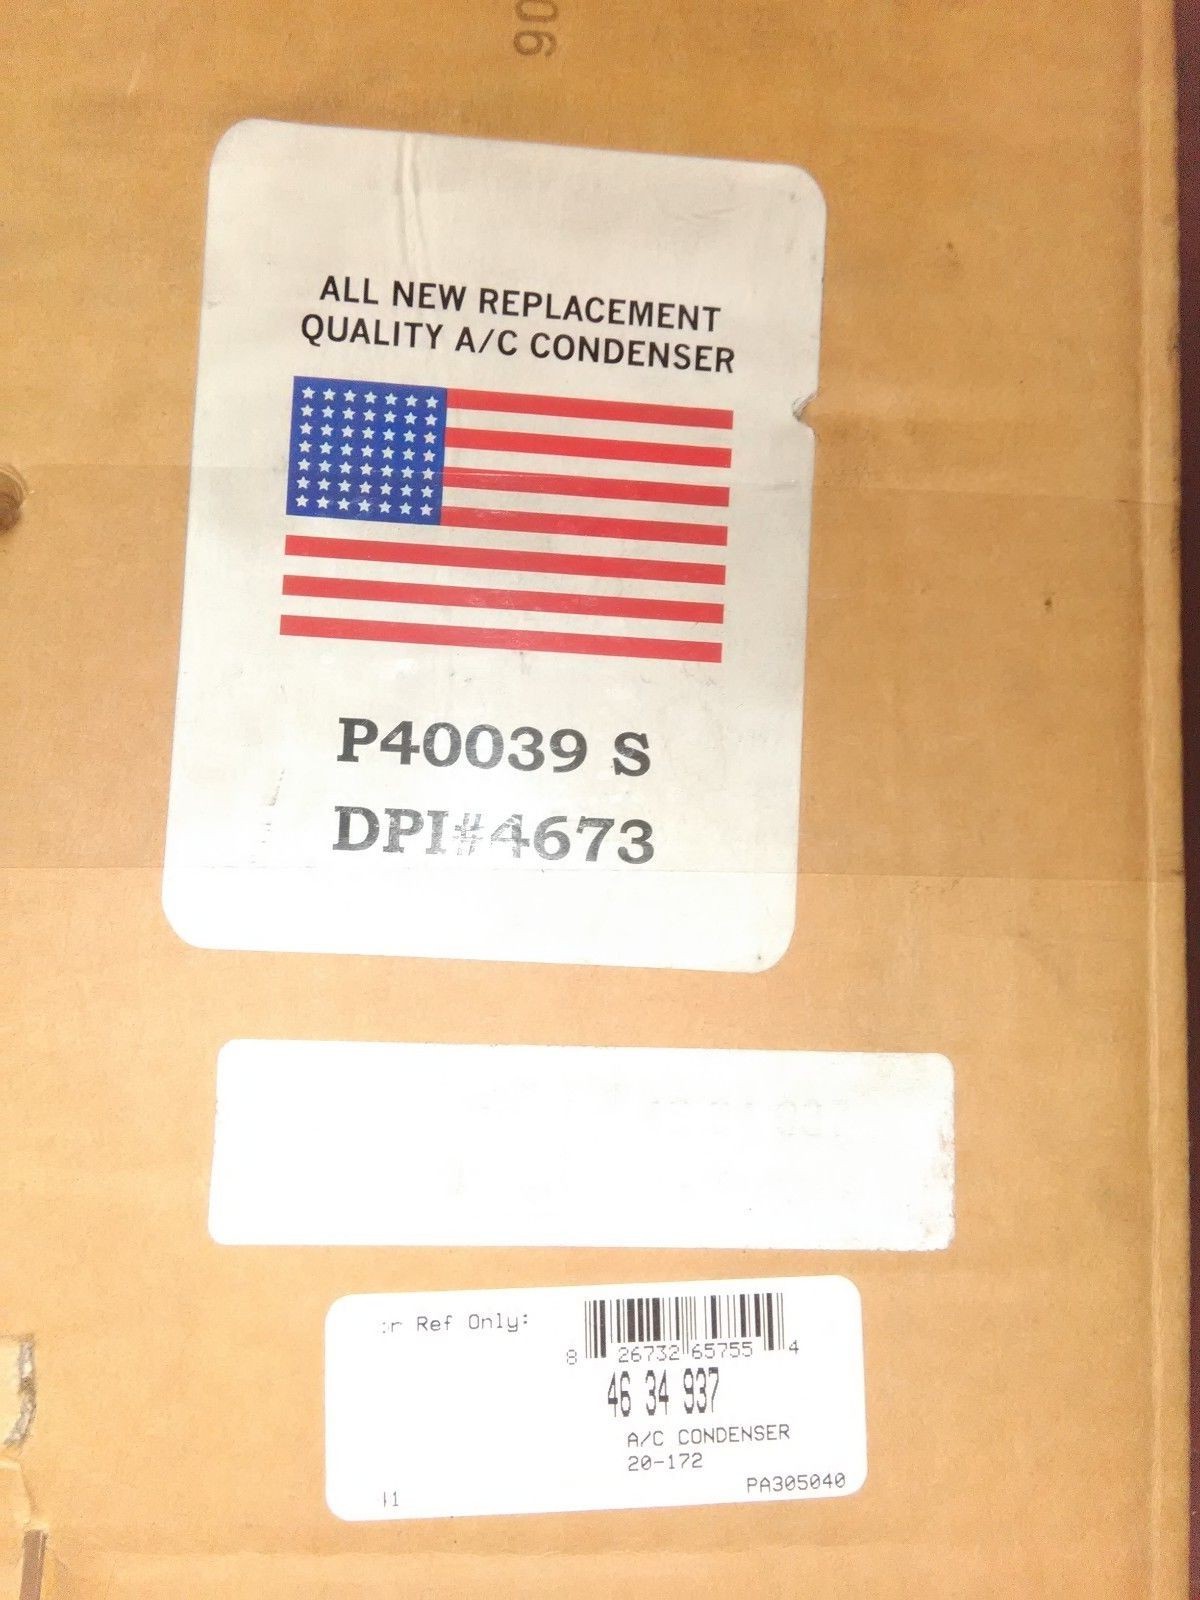 90
ALL NEW REPLACEMENT
QUALITY A/C CONDENSER
P40039 S
DPI#4673
Ref Only:
8 26732 65755 4
46 34 937
A/C CONDENSER
20-172
PA305040